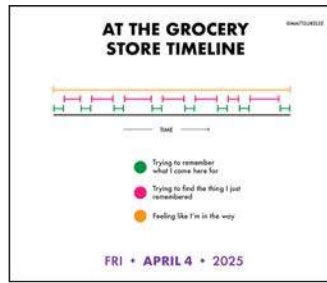 AT THE GROCERY
STORE TIMELINE
TIME
Trying to remember
what I came here for
Trying to find the thing I just
remembered
Feeling like I'm in the way
FRI • APRIL 4 • 2025